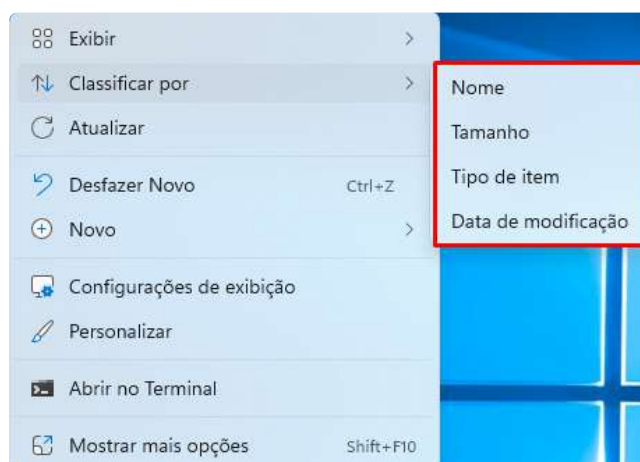 Exibir
Classificar por
Atualizar
Desfazer Novo Ctrl+Z
Novo
Configurações de exibição
Personalizar
Abrir no Terminal
Mostrar mais opções Shift+F10
Nome
Tamanho
Tipo de item
Data de modificação